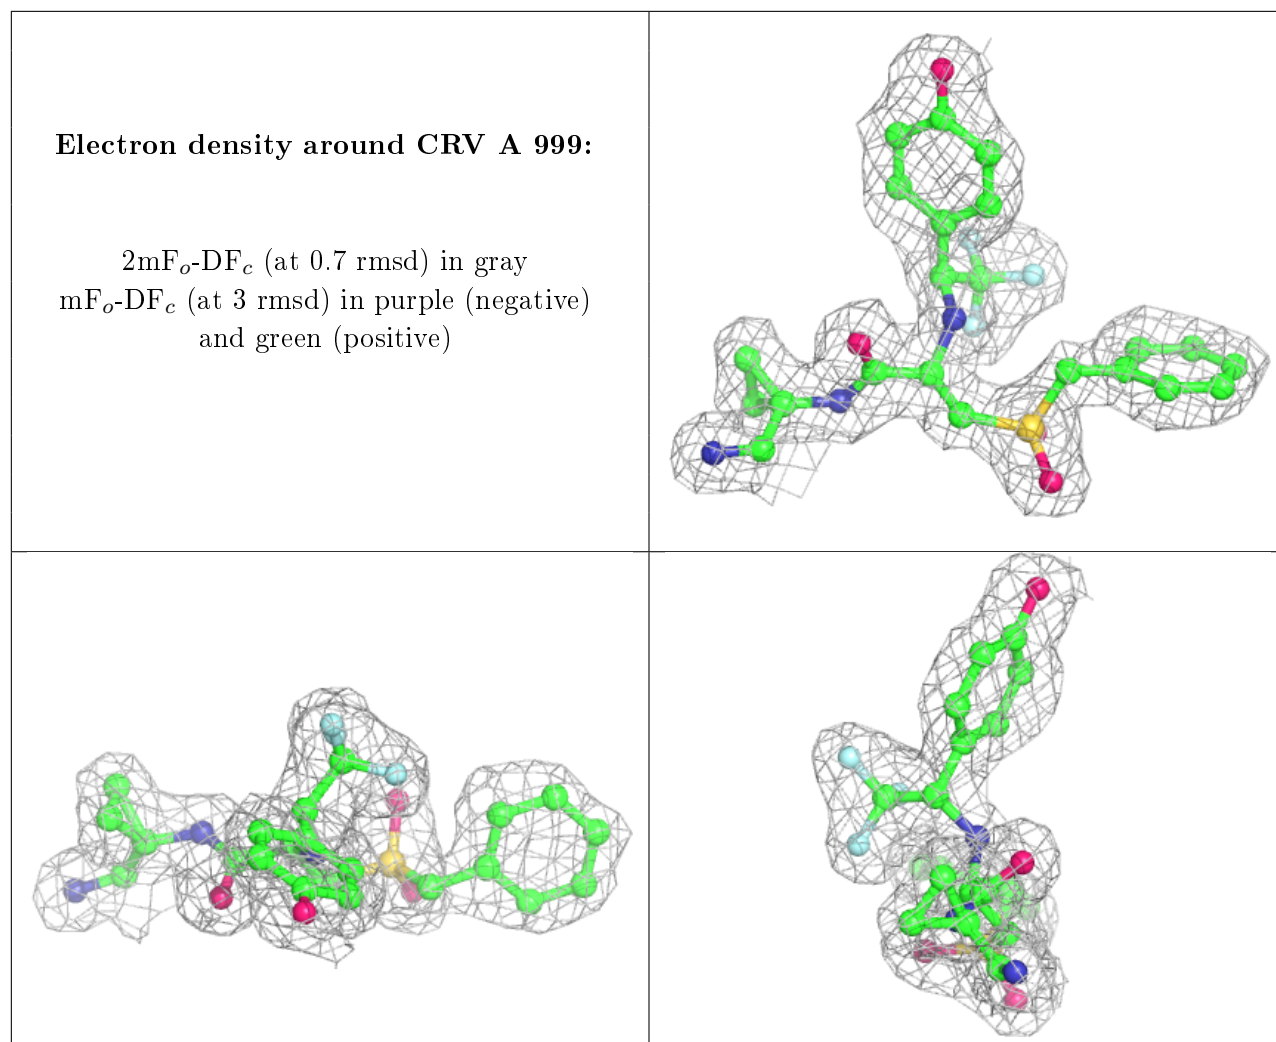 Electron density around CRV A 999:
2mFo-DFc (at 0.7 rmsd) in gray
mFo-DFc (at 3 rmsd) in purple (negative)
and green (positive)